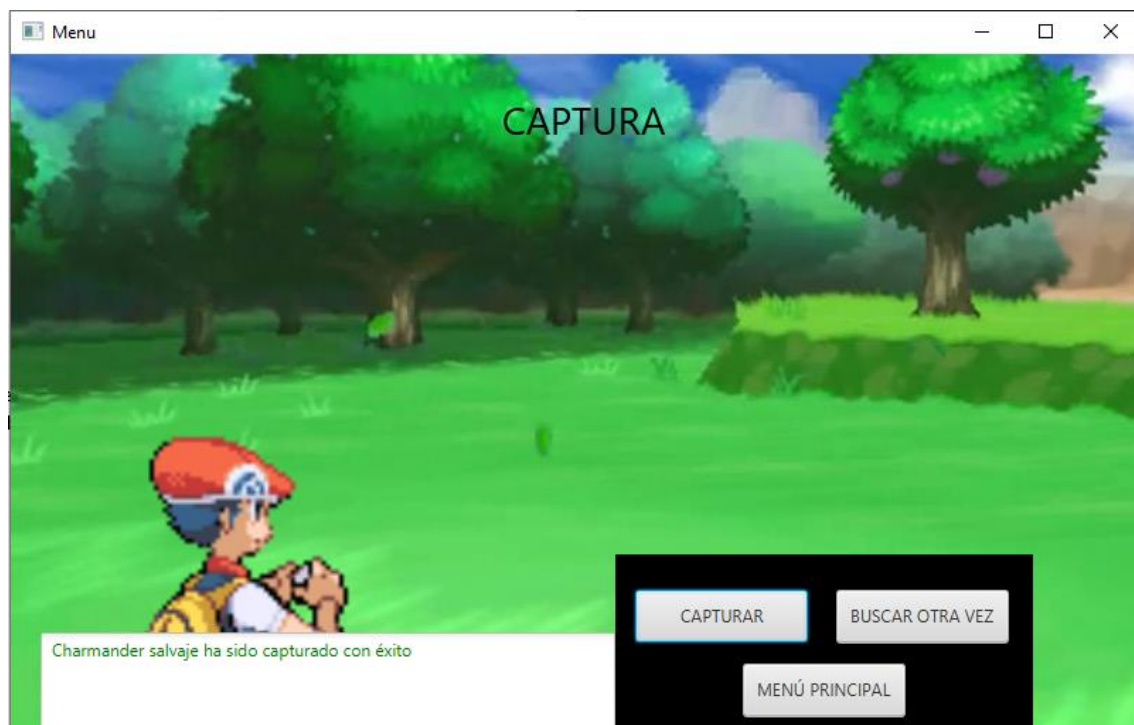 Menu
CAPTURA
CAPTURAR
BUSCAR OTRA VEZ
Charmander salvaje ha sido capturado con éxito
MENÚ PRINCIPAL